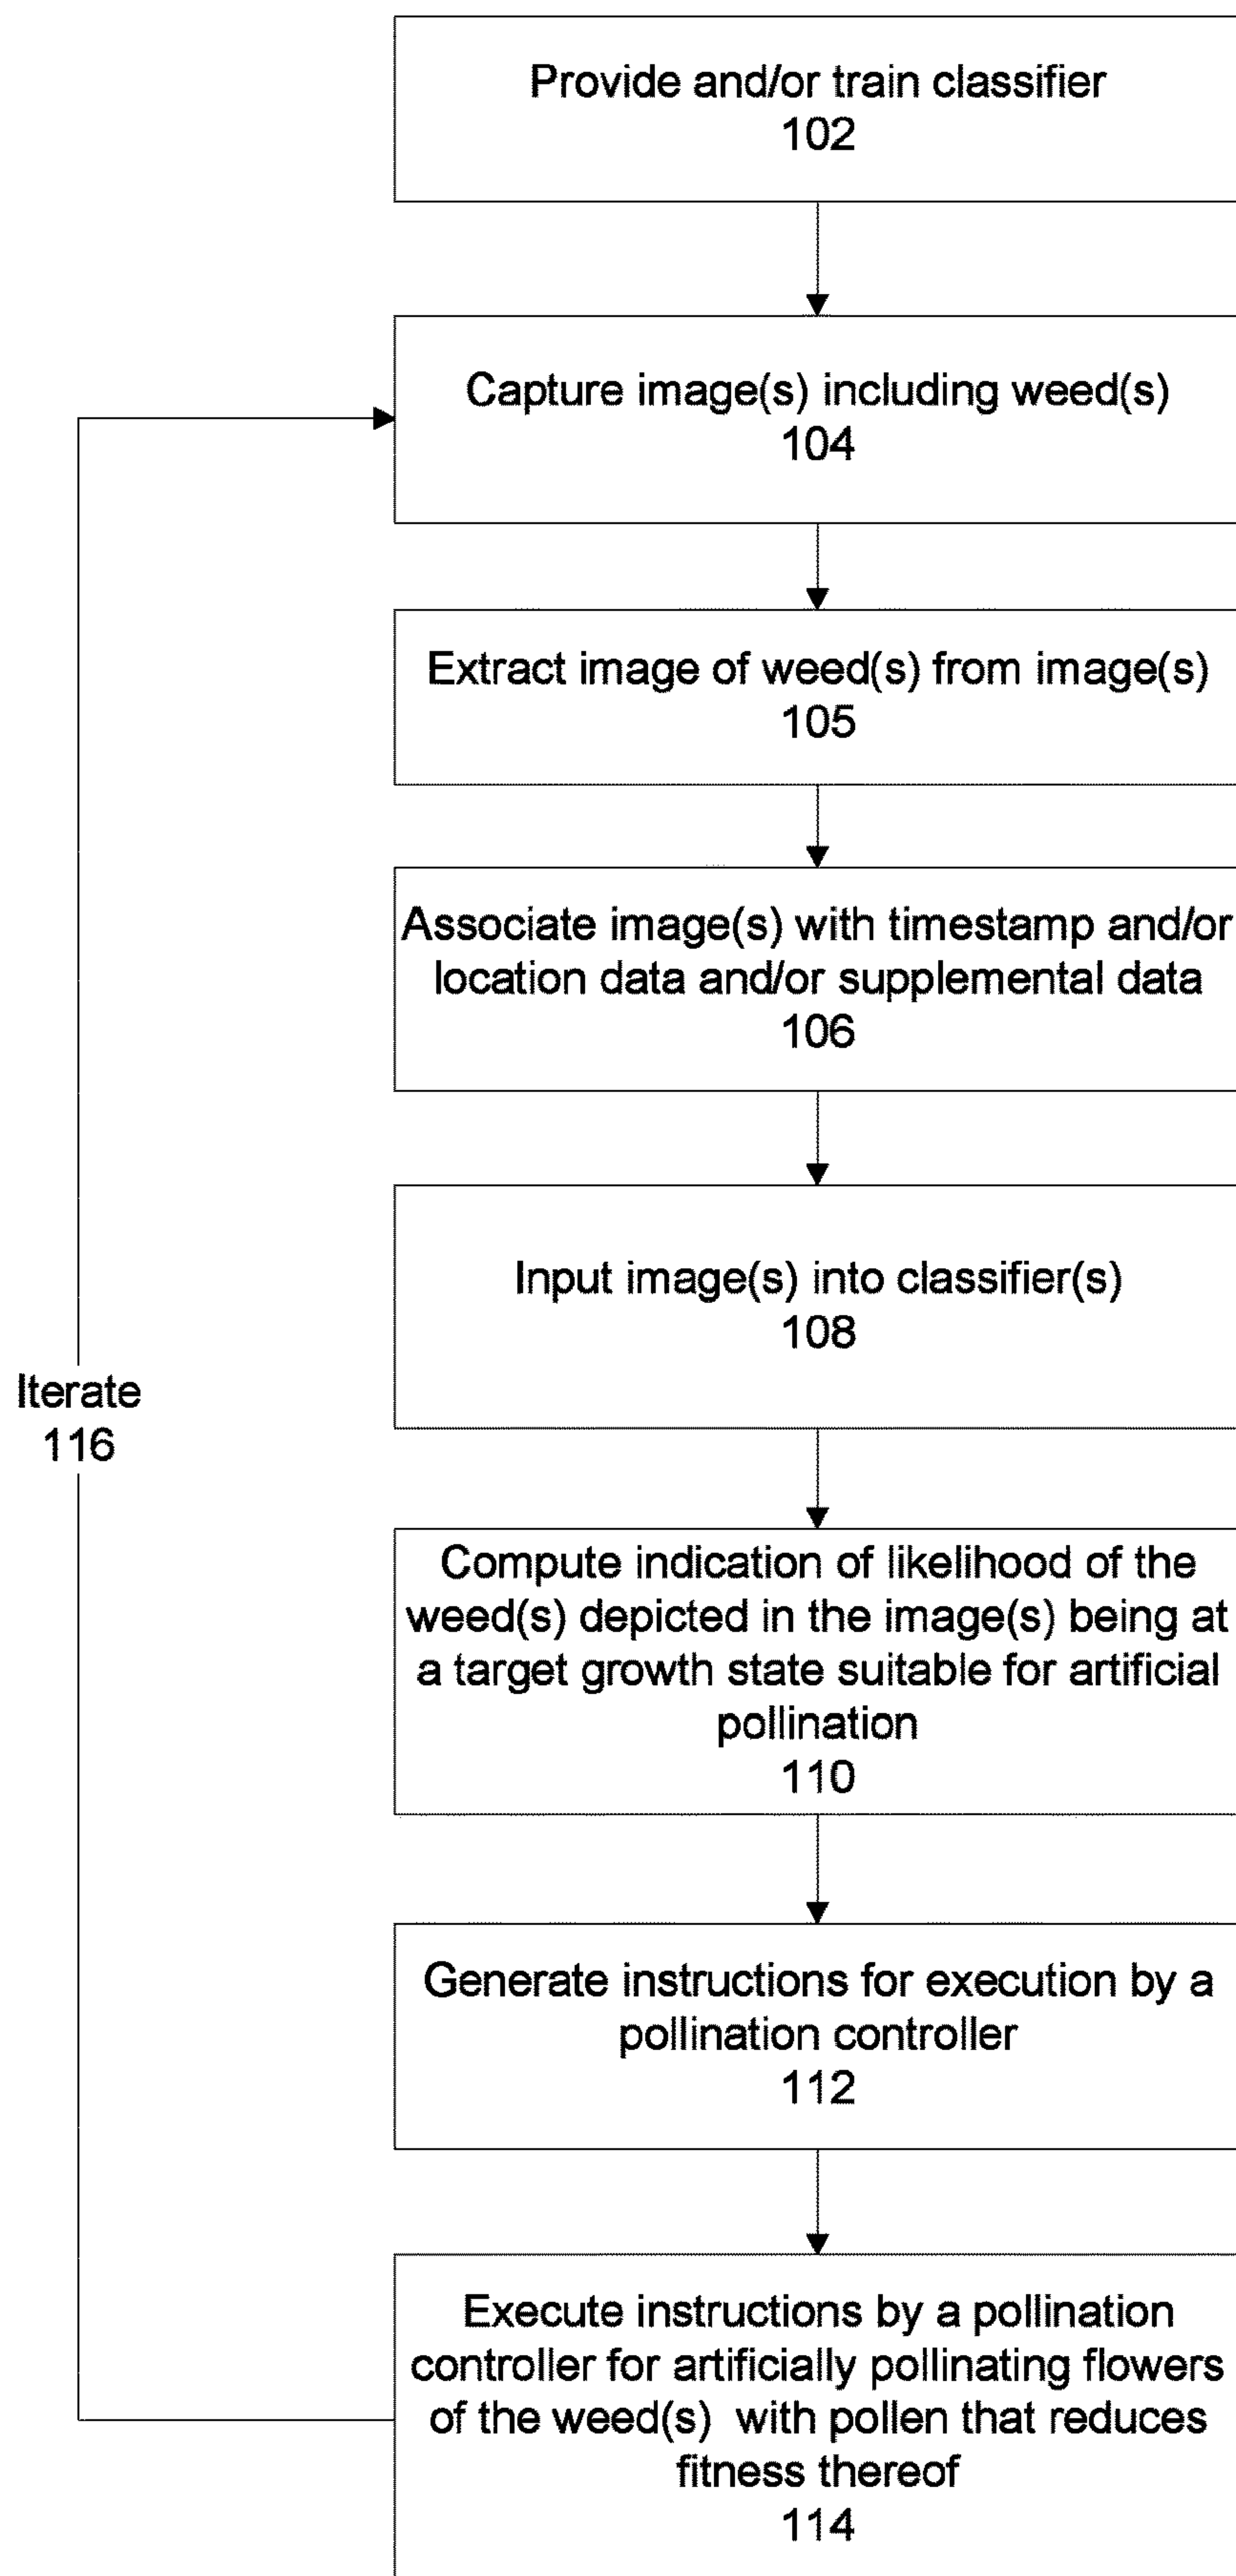 Provide and/or train classifier
102
Capture image(s) including weed(s)
104
Extract image of weed(s) from image(s)
105
Associate image(s) with timestamp and/or
location data and/or supplemental data
106
Input image(s) into classifier(s)
108
Iterate
116
Compute indication of likelihood of the
weed(s) depicted in the image(s) being at
a target growth state suitable for artificial
pollination
110
Generate instructions for execution by a
pollination controller
112
Execute instructions by a pollination
controller for artificially pollinating flowers
of the weed(s) with pollen that reduces
fitness thereof
114